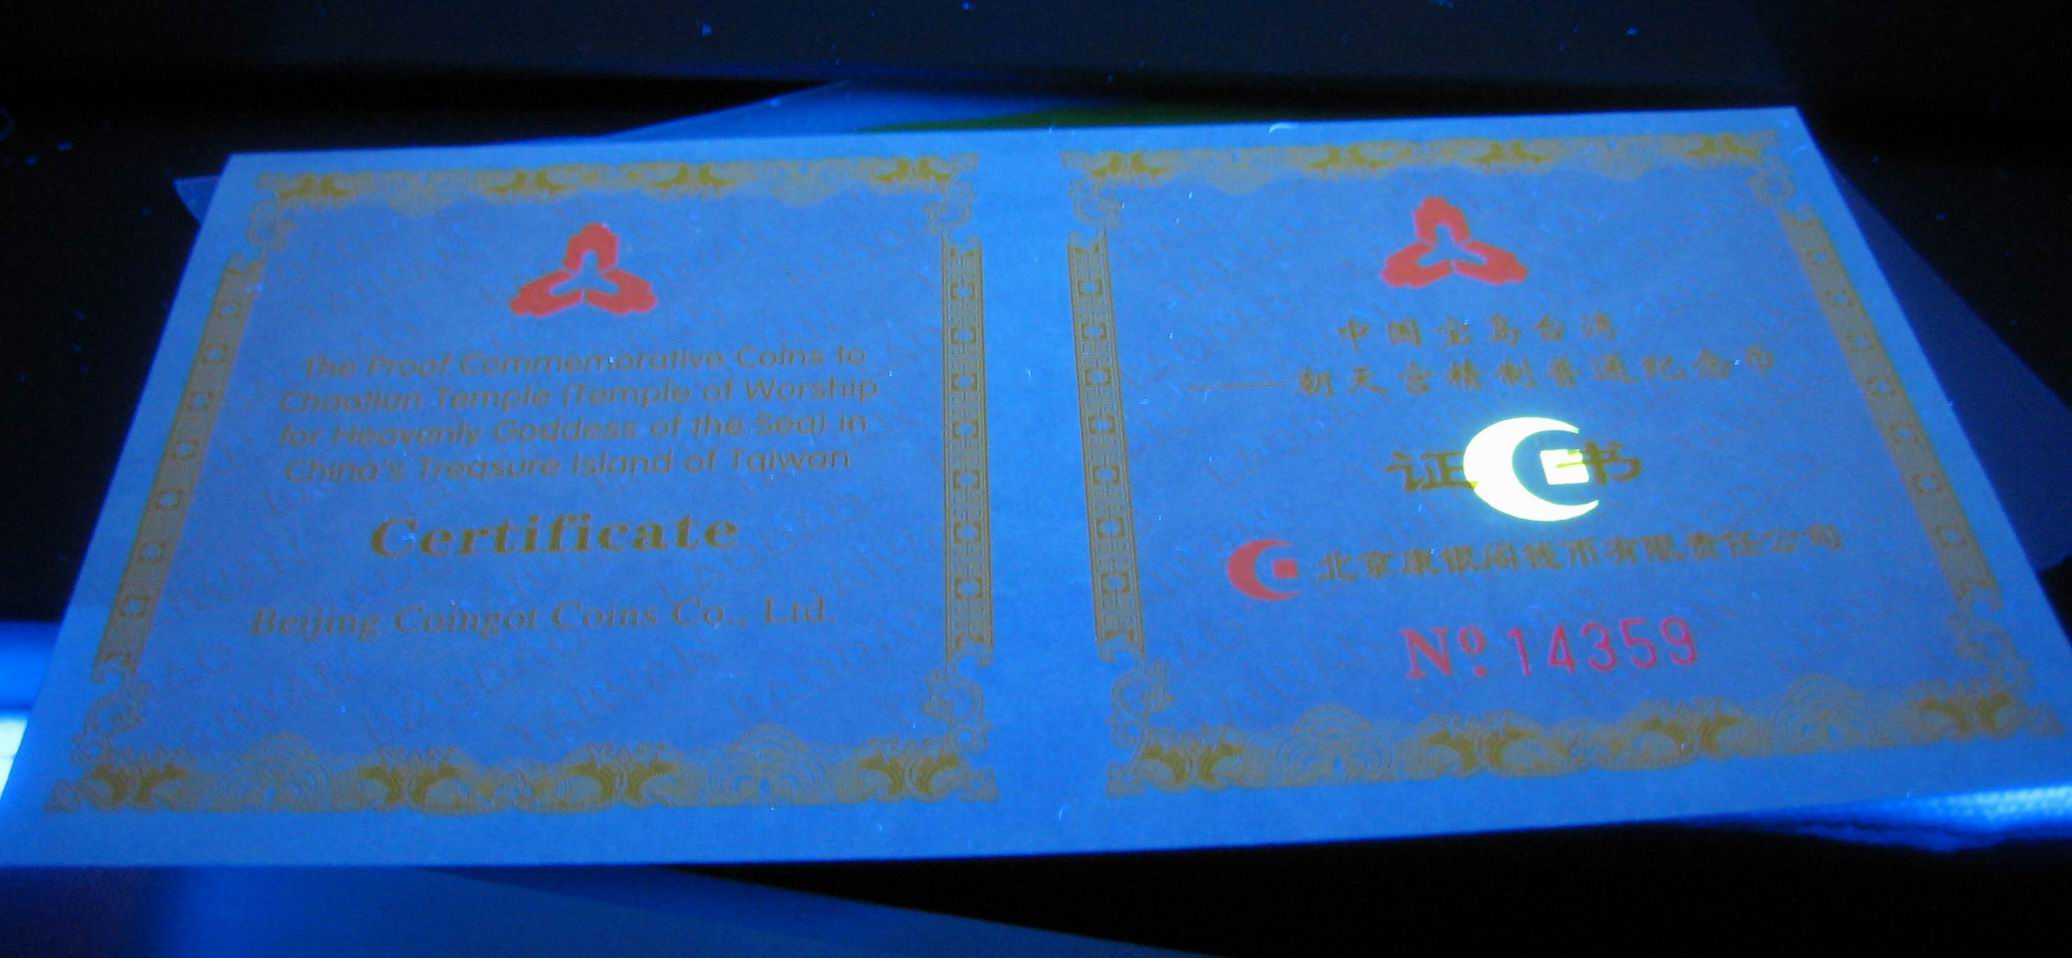 The Proof Commemorative Coins to
Chaotian Temple (Temple of Worship
for Heavenly Goddess of the Sea) in
China's Treasure Island of Taiwan
Certificate
Beijing Coingot Coins Co., Ltd.
中国宝岛台湾
——朝天宫精制普通纪念币
证书
北京康银阁钱币有限责任公司
Nº 14359